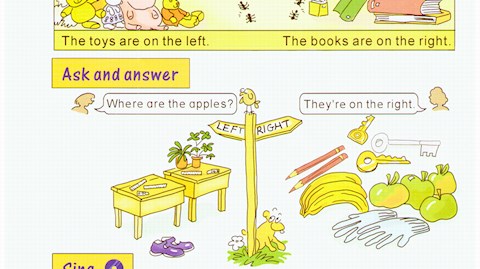 The toys are on the left.
The books are on the right.
Ask and answer
Where are the apples?
They're on the right.
LEFT
RIGHT
Sing